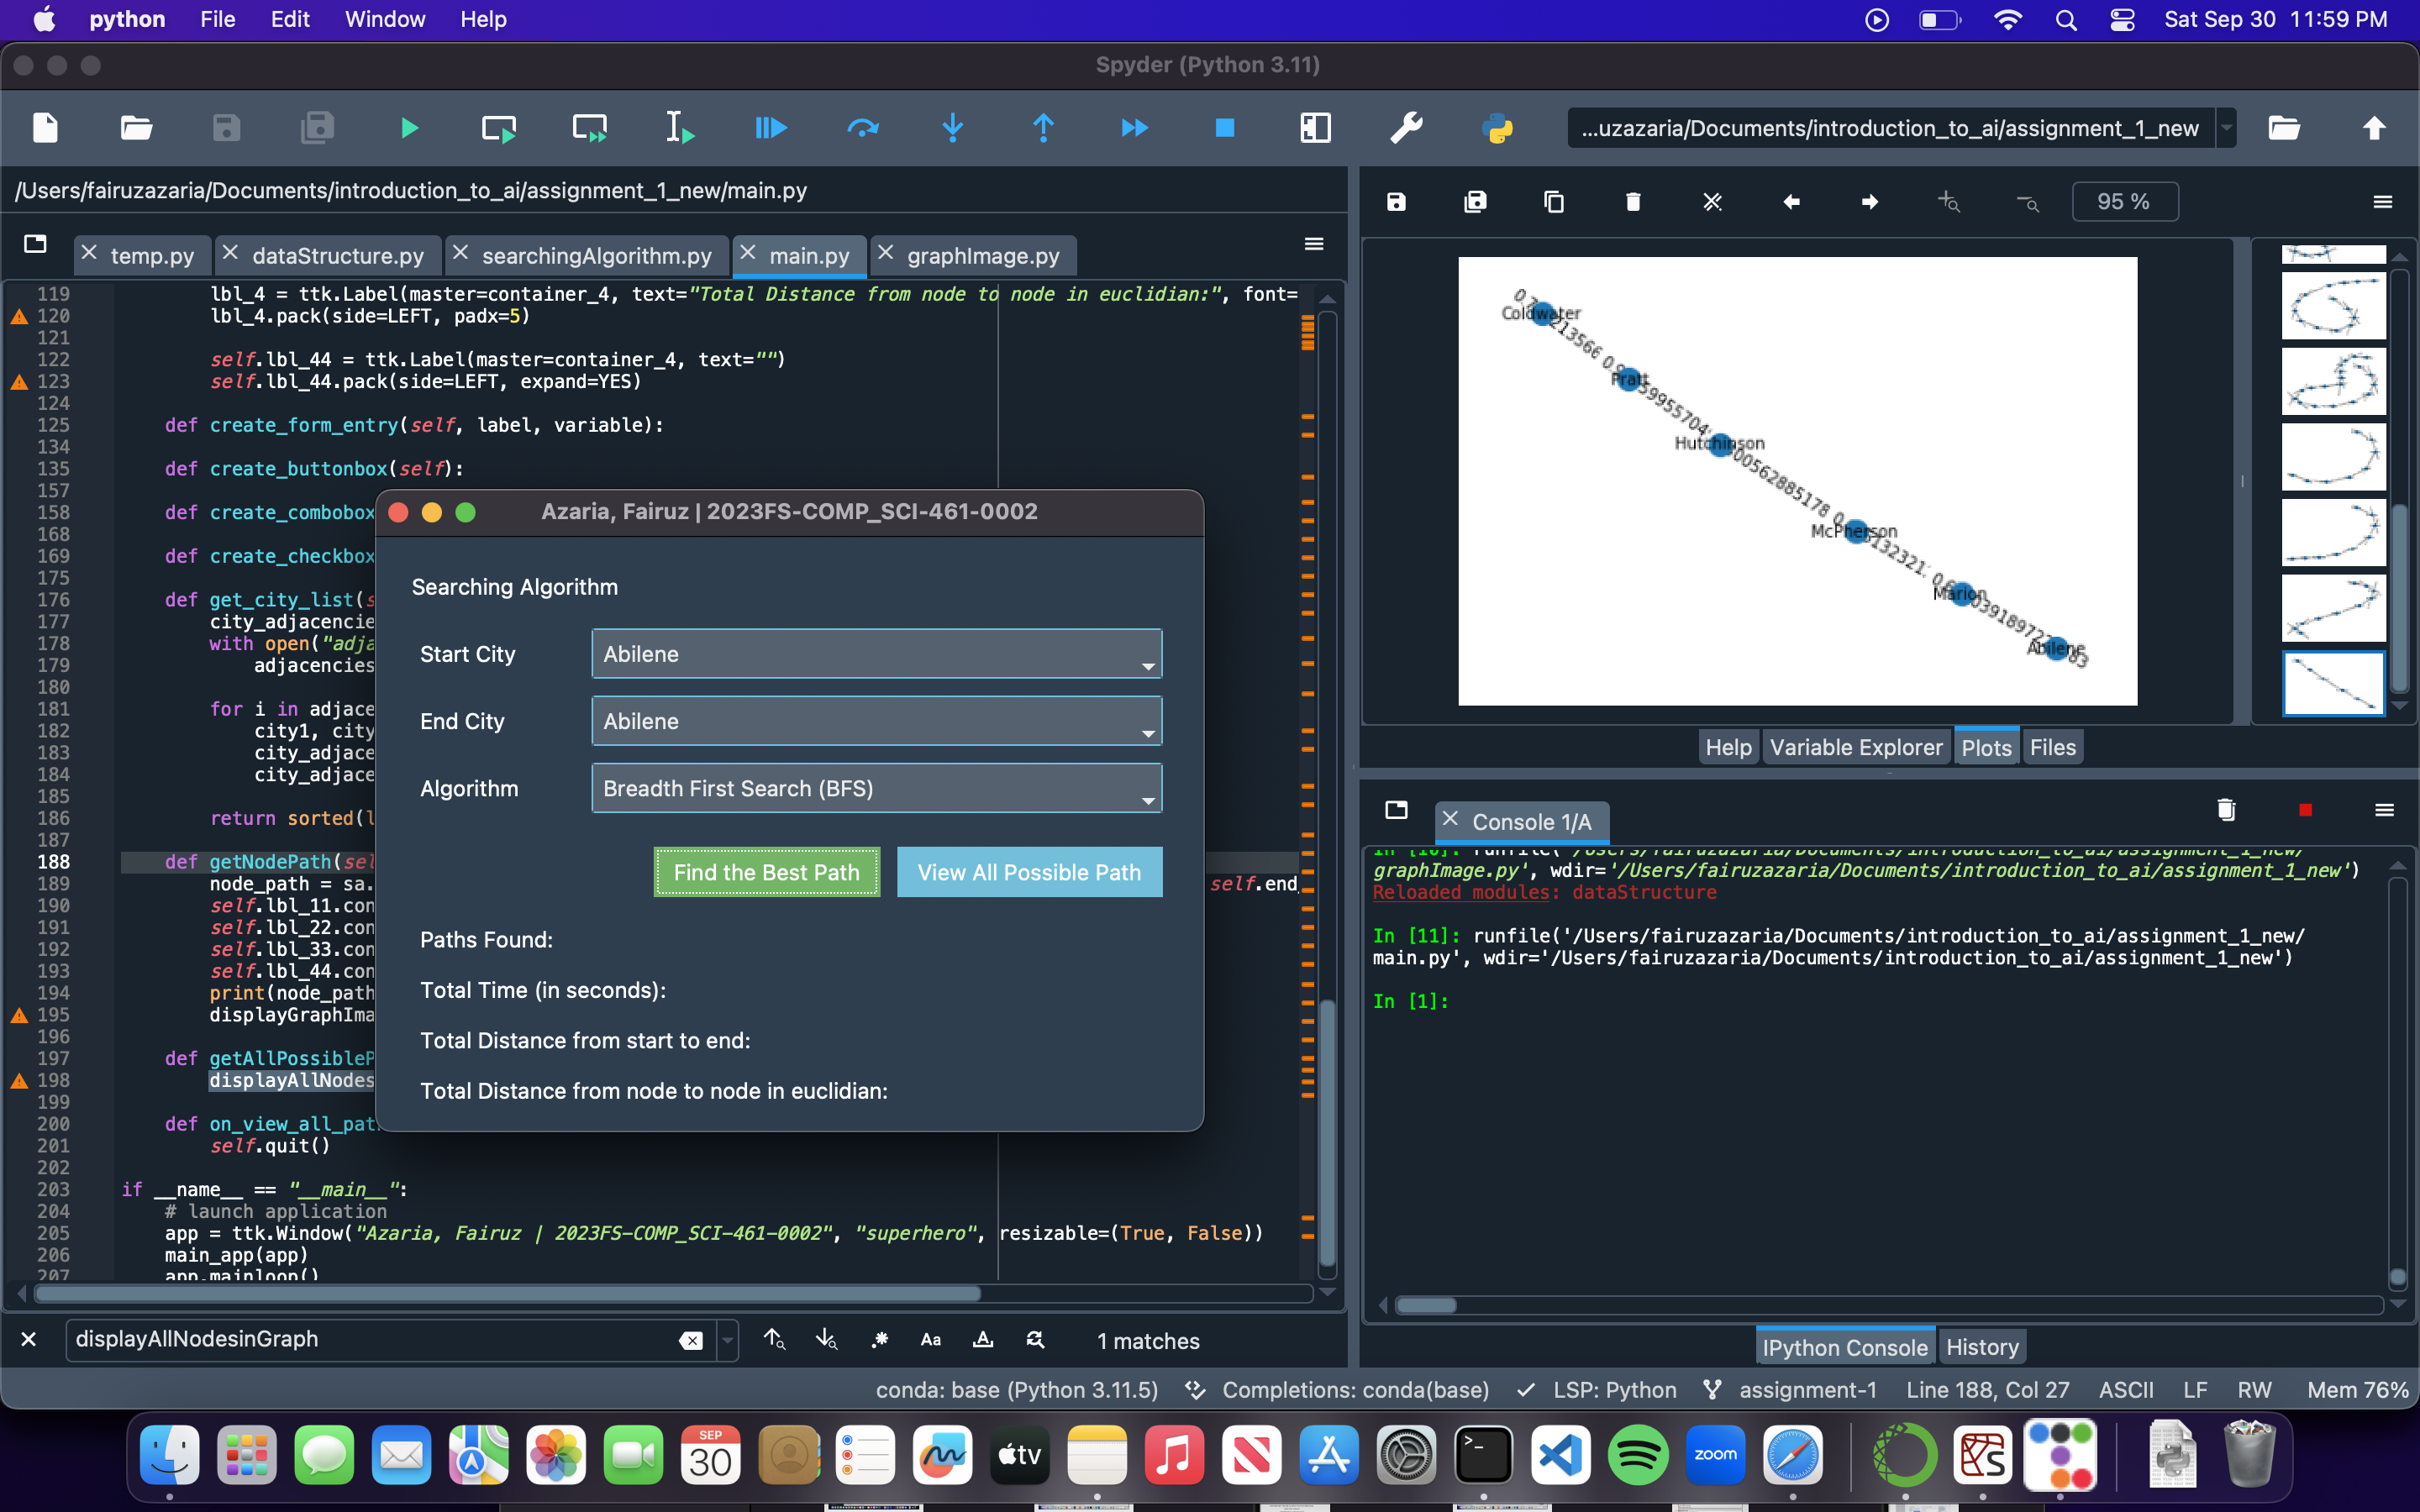 python File Edit Window Help Sat Sep 30 11:59 PM
Spyder (Python 3.11)
...uzazaria/Documents/introduction_to_ai/assignment_1_new
/Users/fairuzazaria/Documents/introduction_to_ai/assignment_1_new/main.py
95 %
temp.py dataStructure.py searchingAlgorithm.py main.py graphImage.py
119 lbl_4 = ttk.Label(master=container_4, text="Total Distance from node to node in euclidian:", font=
120 lbl_4.pack(side=LEFT, padx=5)
121
122 self.lbl_44 = ttk.Label(master=container_4, text="")
123 self.lbl_44.pack(side=LEFT, expand=YES)
124
125 def create_form_entry(self, label, variable):
134
135 def create_buttonbox(self):
157
158 def create_combobox
168
169 def create_checkbox
175
176 def get_city_list(s
177 city_adjacencie
178 with open("adja
179 adjacencies
180
181 for i in adjace
182 city1, city
183 city_adjace
184 city_adjace
185
186 return sorted(l
187
188 def getNodePath(sel
189 node_path = sa. self.end_
190 self.lbl_11.con
191 self.lbl_22.con
192 self.lbl_33.con
193 self.lbl_44.con
194 print(node_path
195 displayGraphIma
196
197 def getAllPossibleP
198 displayAllNodes
199
200 def on_view_all_pat
201 self.quit()
202
203 if __name__ == "__main__":
204 # launch application
205 app = ttk.Window("Azaria, Fairuz | 2023FS-COMP_SCI-461-0002", "superhero", resizable=(True, False))
206 main_app(app)
207 app.mainloop()
Azaria, Fairuz | 2023FS-COMP_SCI-461-0002
Searching Algorithm
Start City Abilene
End City Abilene
Algorithm Breadth First Search (BFS)
Find the Best Path View All Possible Path
Paths Found:
Total Time (in seconds):
Total Distance from start to end:
Total Distance from node to node in euclidian:
Coldwater
Pratt
Hutchinson
McPherson
Marion
Abilene
Help Variable Explorer Plots Files
Console 1/A
In [10]: runfile('/Users/fairuzazaria/Documents/introduction_to_ai/assignment_1_new/
graphImage.py', wdir='/Users/fairuzazaria/Documents/introduction_to_ai/assignment_1_new')
Reloaded modules: dataStructure
In [11]: runfile('/Users/fairuzazaria/Documents/introduction_to_ai/assignment_1_new/
main.py', wdir='/Users/fairuzazaria/Documents/introduction_to_ai/assignment_1_new')
In [1]:
displayAllNodesinGraph Aa 1 matches
IPython Console History
conda: base (Python 3.11.5) Completions: conda(base) LSP: Python assignment-1 Line 188, Col 27 ASCII LF RW Mem 76%
SEP
30
tv
zoom